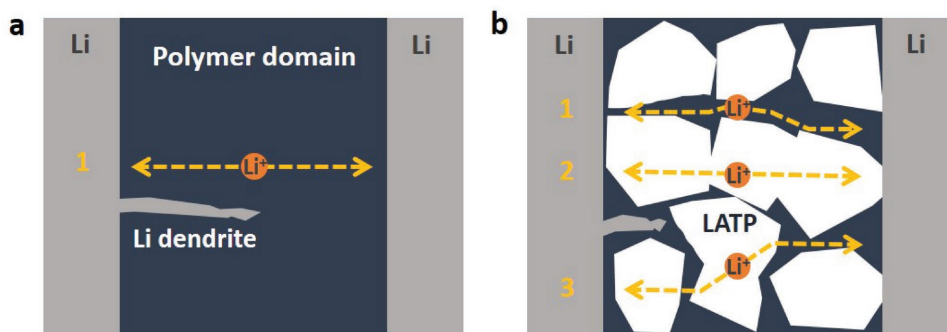 a
Li
Polymer domain
Li
1
Li⁺
Li dendrite
b
Li
Li
1
Li⁺
2
Li⁺
LATP
Li⁺
3